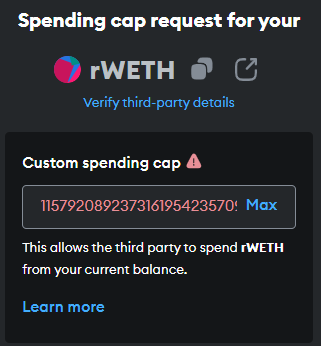 Spending cap request for your
rWETH
Verify third-party details
Custom spending cap
115792089237316195423570 Max
This allows the third party to spend rWETH
from your current balance.
Learn more